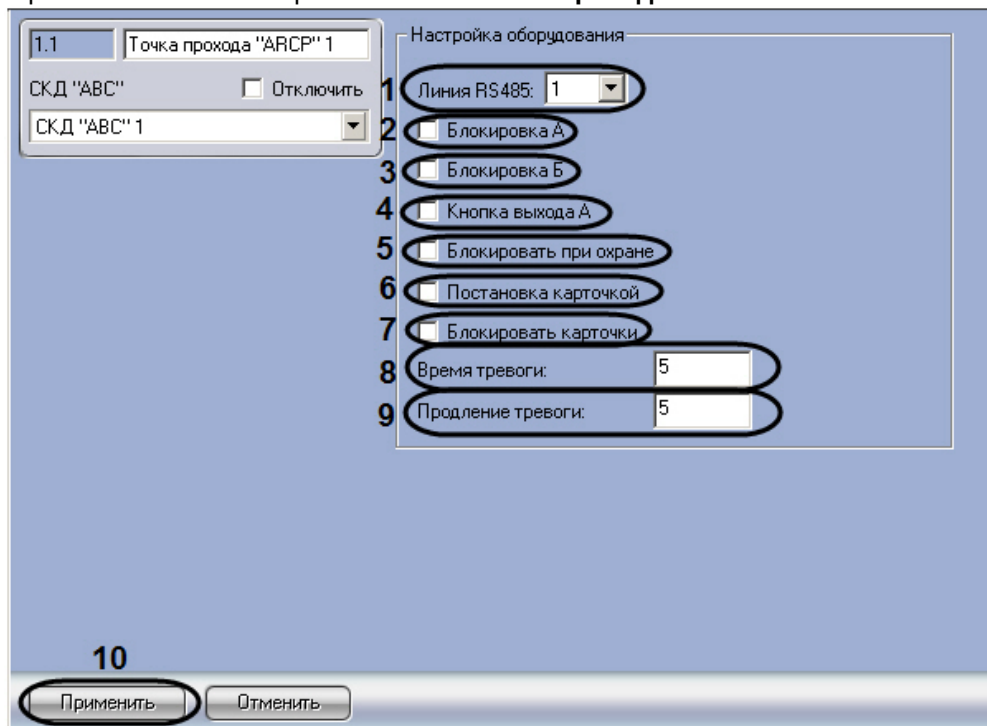 1.1 Точка прохода "ARCP" 1
СКД "ABC" Отключить
СКД "ABC" 1
Настройка оборудования
1 Линия RS485: 1
2 Блокировка А
3 Блокировка Б
4 Кнопка выхода А
5 Блокировать при охране
6 Постановка карточкой
7 Блокировать карточки
8 Время тревоги: 5
9 Продление тревоги: 5
10
Применить Отменить